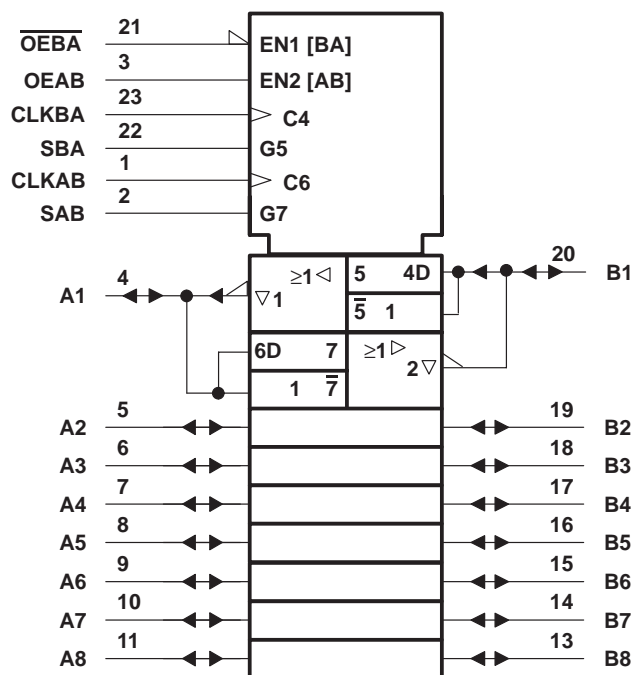 OEBA 21 EN1 [BA]
OEAB 3 EN2 [AB]
CLKBA 23 C4
SBA 22 G5
CLKAB 1 C6
SAB 2 G7
A1 4 ≥1 ▽1 5 4D 20 B1
5̅ 1
6D 7 ≥1 2▽
1 7̅
A2 5 19 B2
A3 6 18 B3
A4 7 17 B4
A5 8 16 B5
A6 9 15 B6
A7 10 14 B7
A8 11 13 B8